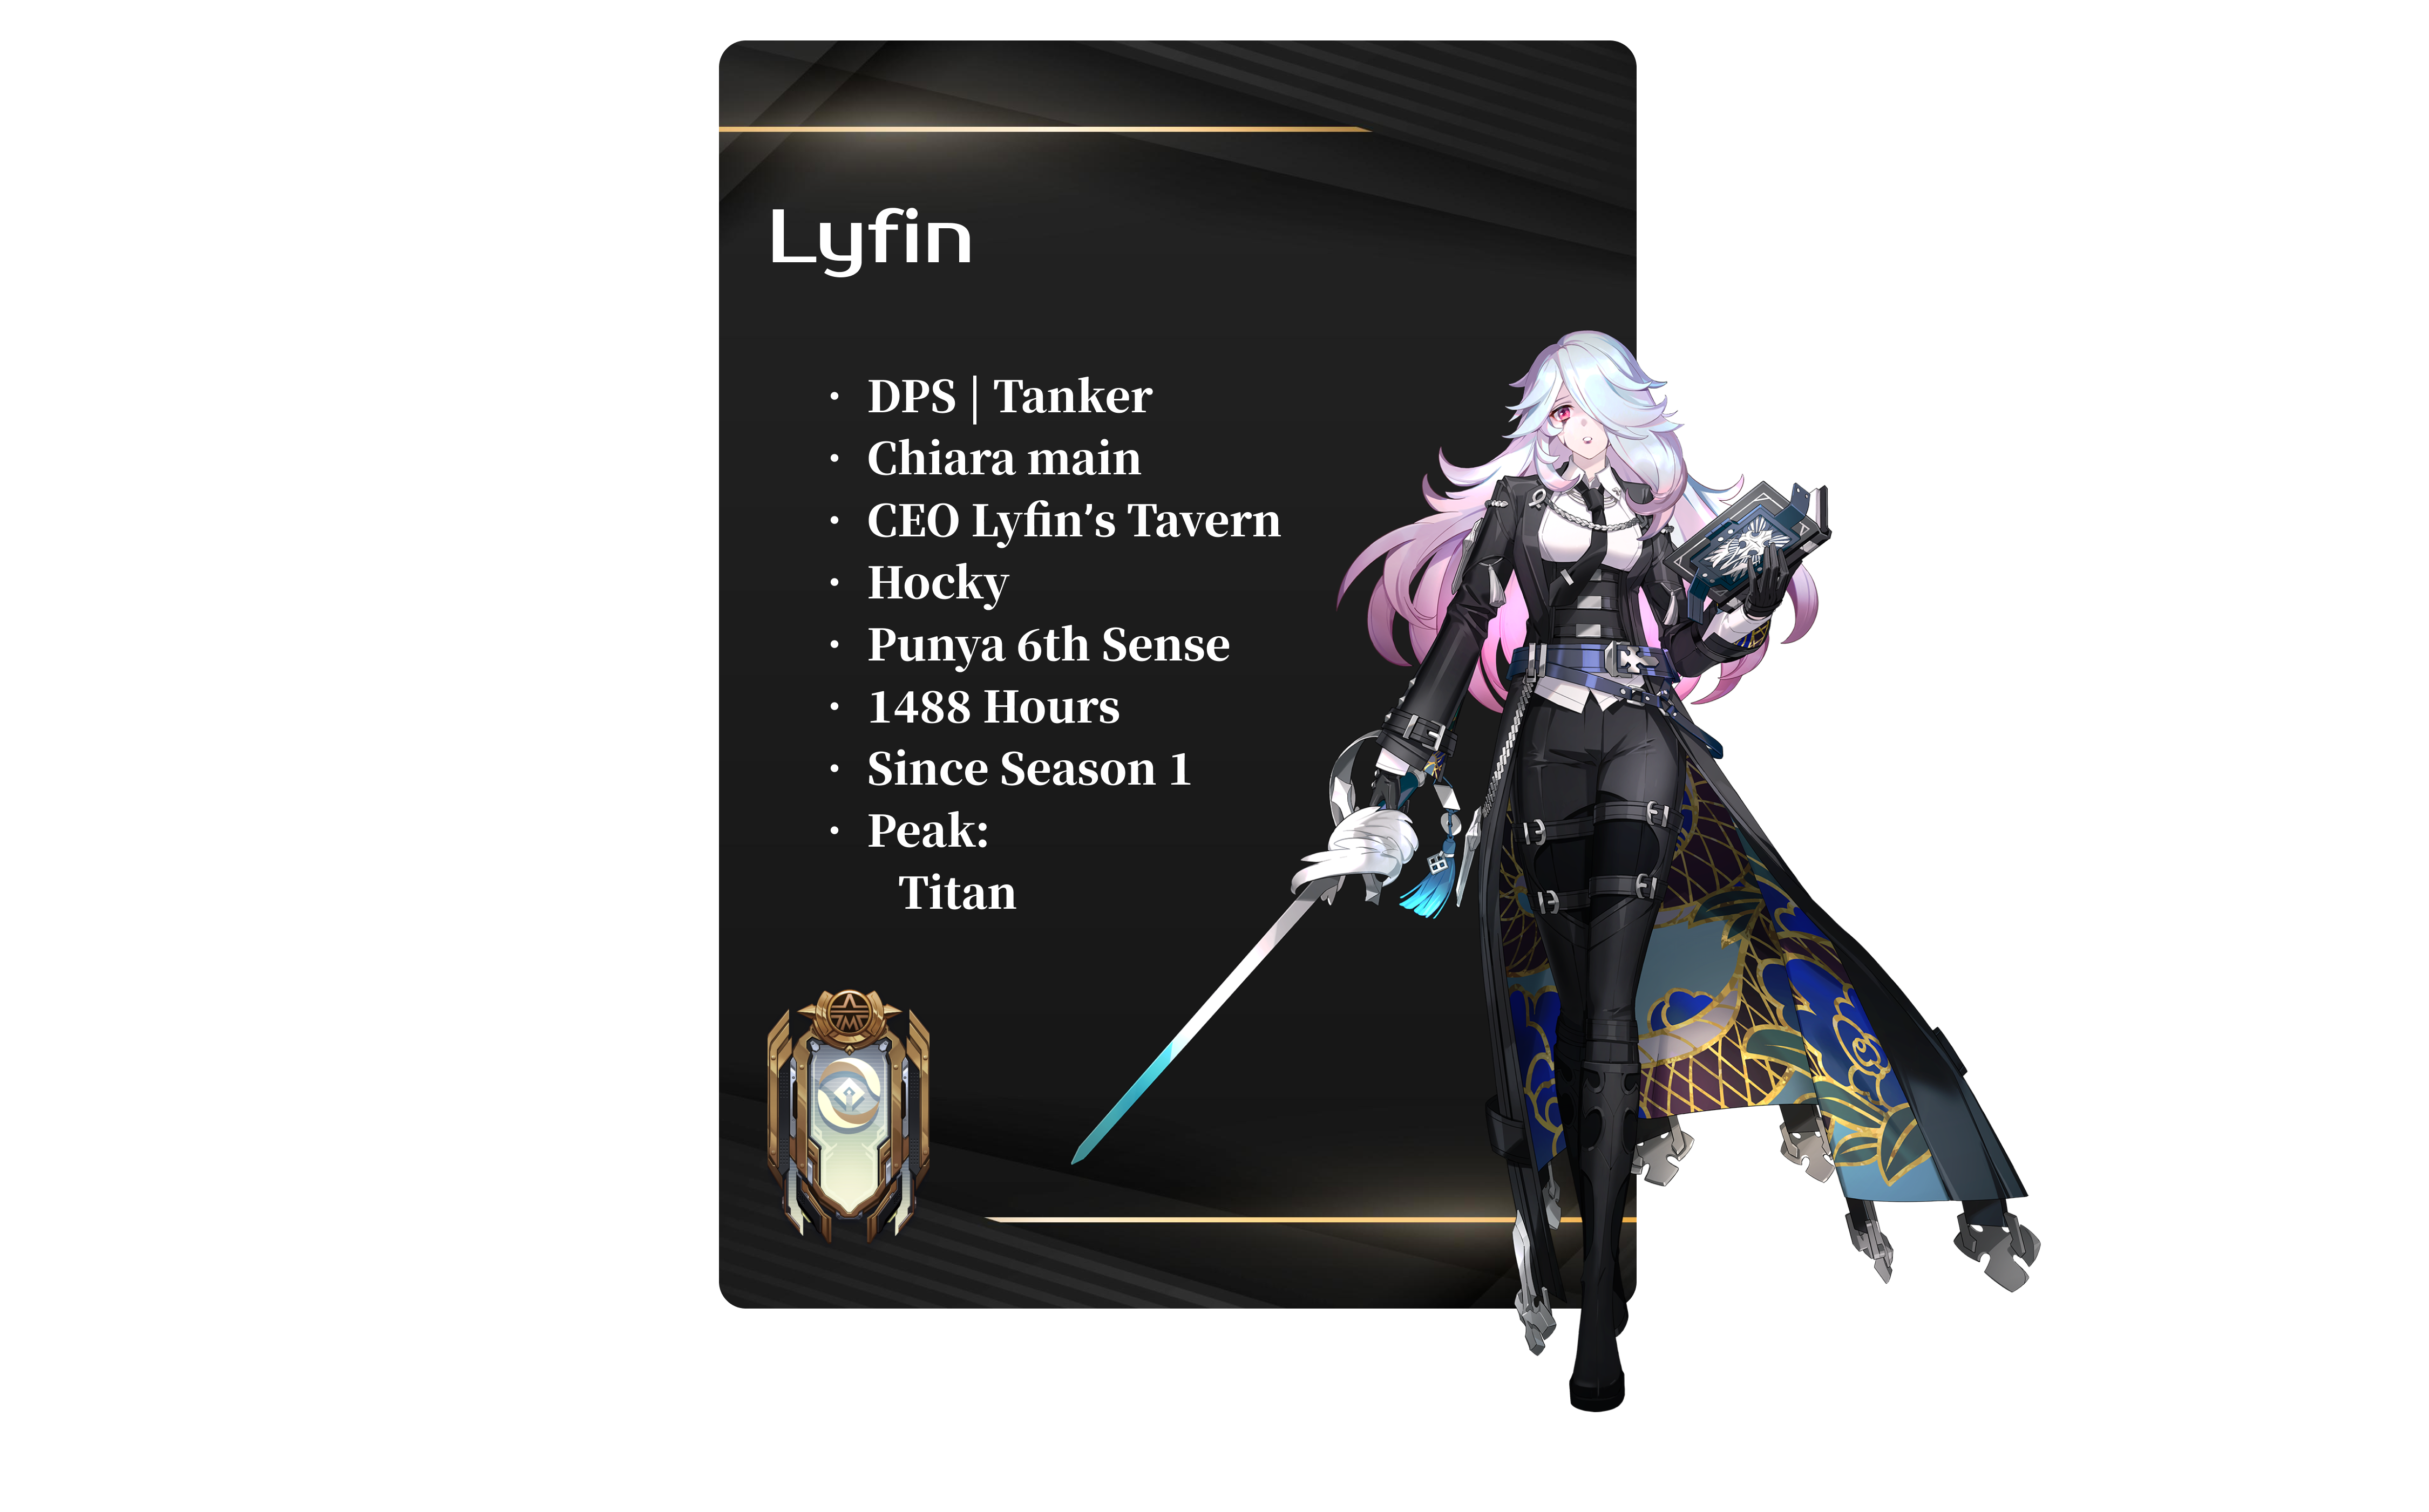 Lyfin
· DPS | Tanker
· Chiara main
· CEO Lyfin’s Tavern
· Hocky
· Punya 6th Sense
· 1488 Hours
· Since Season 1
· Peak:
Titan